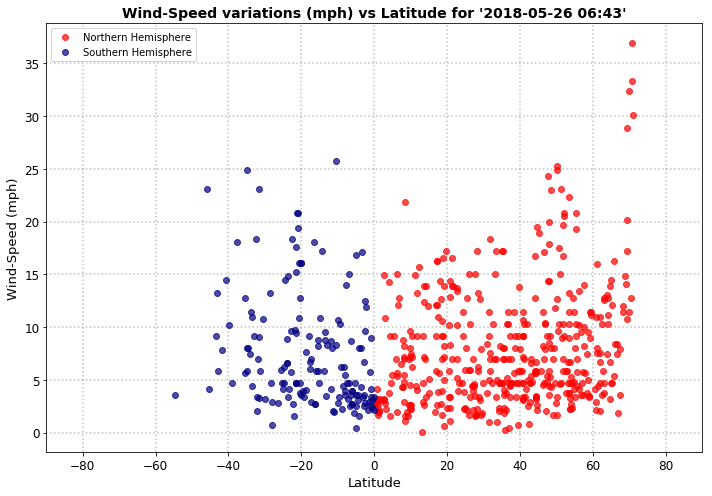 Wind-Speed variations (mph) vs Latitude for '2018-05-26 06:43'
Northern Hemisphere
Southern Hemisphere
Wind-Speed (mph)
35
30
25
20
15
10
5
0
−80 −60 −40 −20 0 20 40 60 80
Latitude